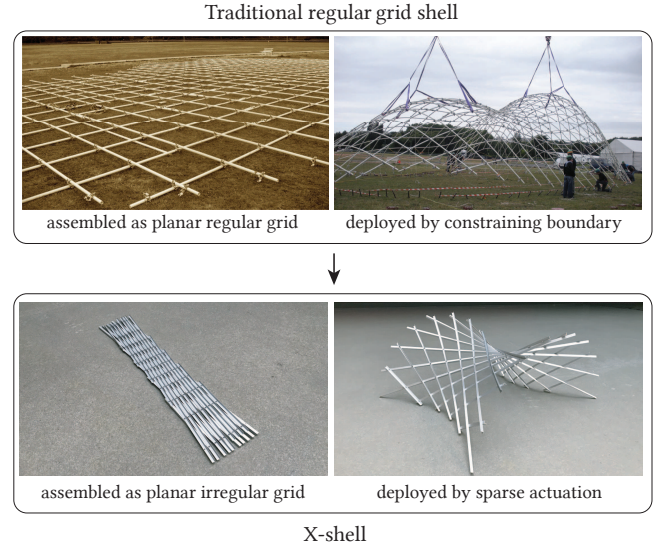 Traditional regular grid shell
assembled as planar regular grid
deployed by constraining boundary
assembled as planar irregular grid
deployed by sparse actuation
X-shell